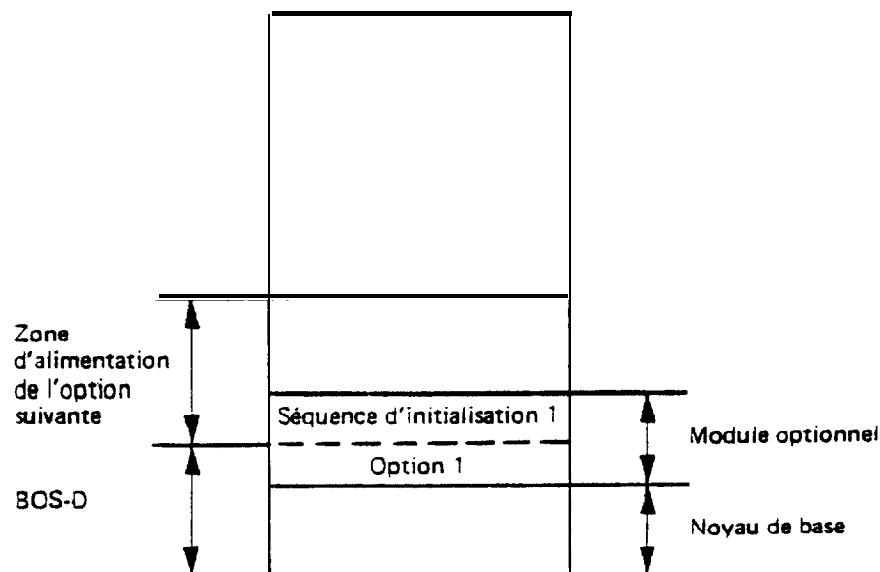 Zone
d'alimentation
de l'option
suivante
Séquence d'initialisation 1
Module optionnel
Option 1
BOS-D
Noyau de base